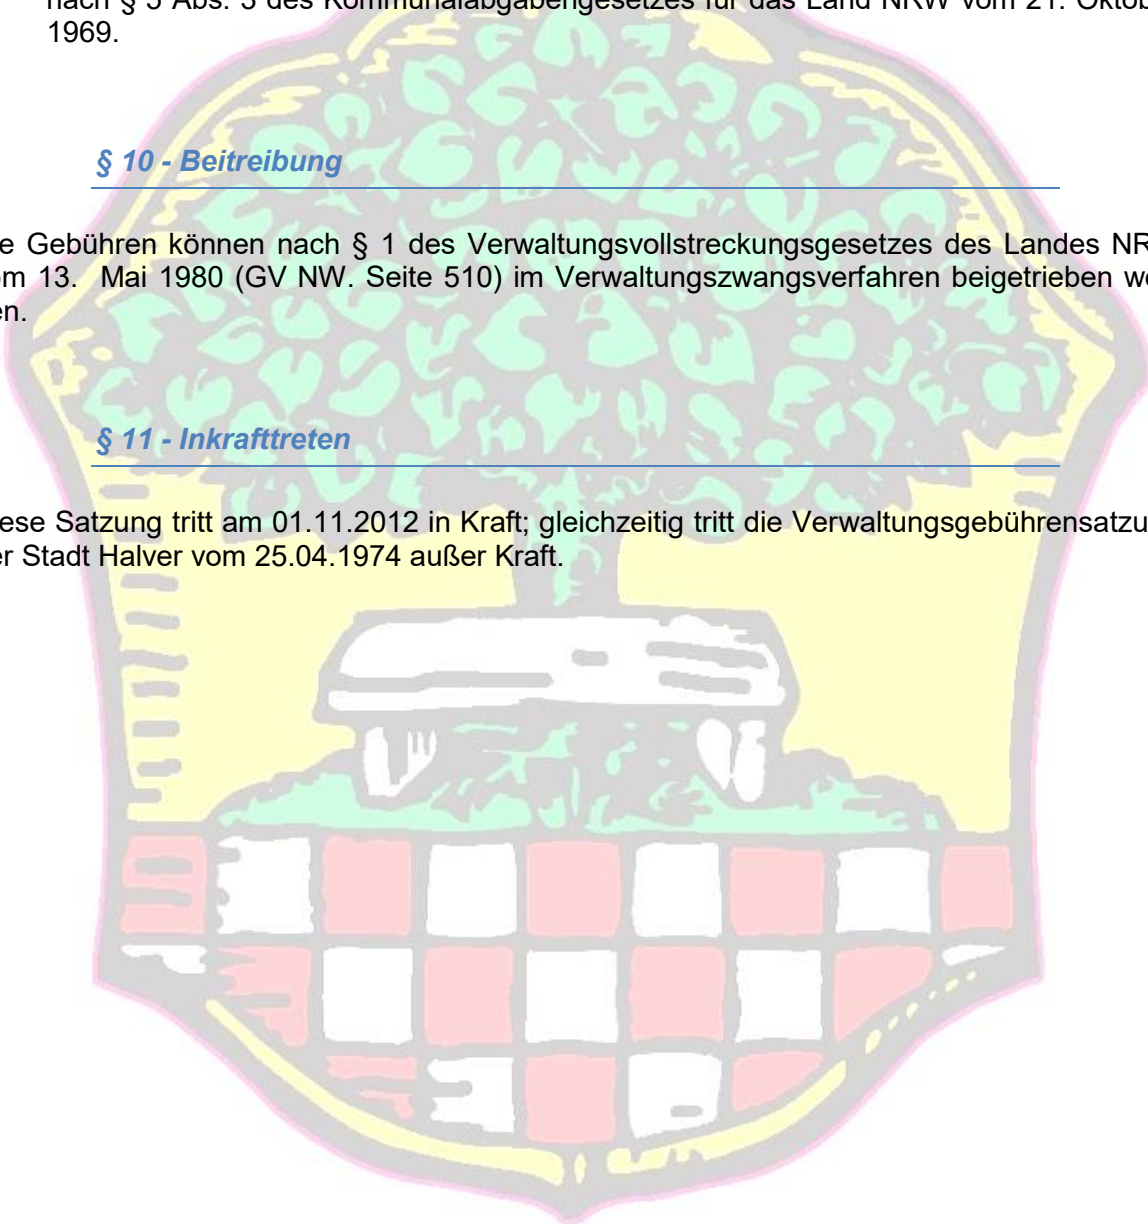 nach § 5 Abs. 3 des Kommunalabgabengesetzes für das Land NRW vom 21. Oktob
1969.
§ 10 - Beitreibung
e Gebühren können nach § 1 des Verwaltungsvollstreckungsgesetzes des Landes NR
m 13. Mai 1980 (GV NW. Seite 510) im Verwaltungszwangsverfahren beigetrieben we
en.
§ 11 - Inkrafttreten
ese Satzung tritt am 01.11.2012 in Kraft; gleichzeitig tritt die Verwaltungsgebührensatzu
er Stadt Halver vom 25.04.1974 außer Kraft.